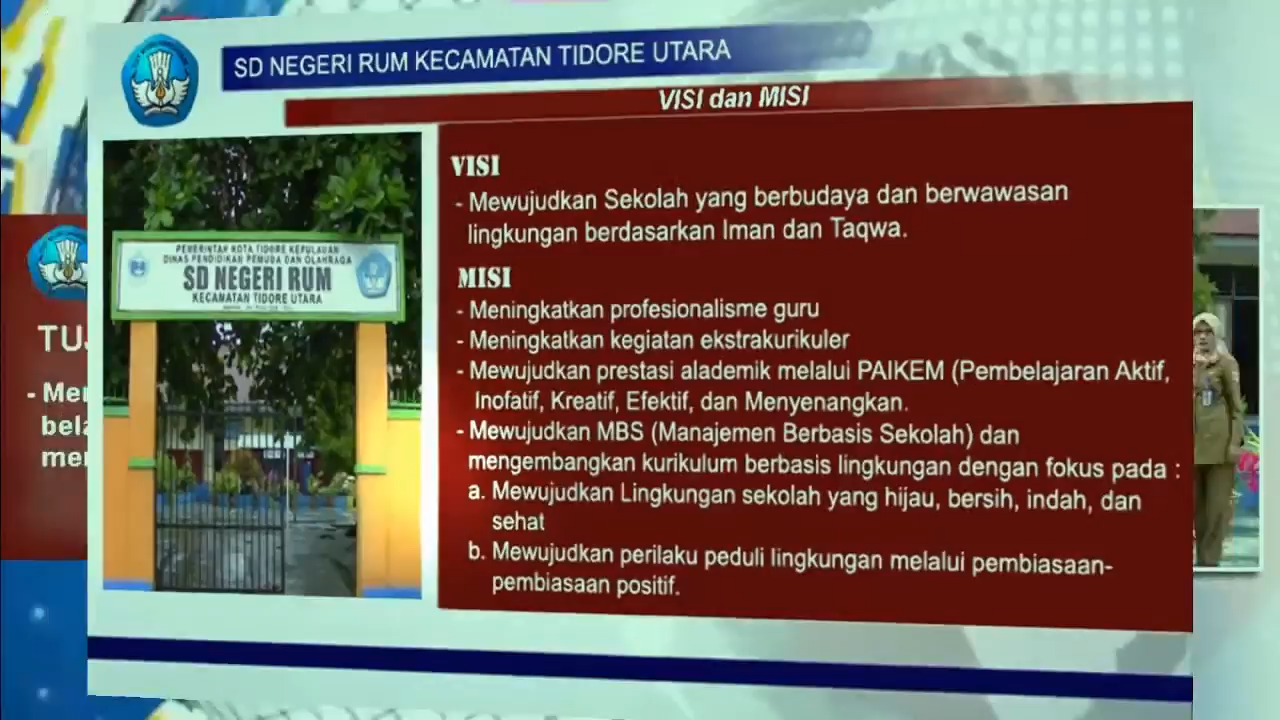 SD NEGERI RUM KECAMATAN TIDORE UTARA
VISI dan MISI
PEMERINTAH KOTA TIDORE KEPULAUAN
DINAS PENDIDIKAN PEMUDA DAN OLAHRAGA
SD NEGERI RUM
KECAMATAN TIDORE UTARA
VISI
- Mewujudkan Sekolah yang berbudaya dan berwawasan
lingkungan berdasarkan Iman dan Taqwa.
MISI
- Meningkatkan profesionalisme guru
- Meningkatkan kegiatan ekstrakurikuler
- Mewujudkan prestasi alademik melalui PAIKEM (Pembelajaran Aktif,
Inofatif, Kreatif, Efektif, dan Menyenangkan.
- Mewujudkan MBS (Manajemen Berbasis Sekolah) dan
mengembangkan kurikulum berbasis lingkungan dengan fokus pada :
a. Mewujudkan Lingkungan sekolah yang hijau, bersih, indah, dan
sehat
b. Mewujudkan perilaku peduli lingkungan melalui pembiasaan-
pembiasaan positif.